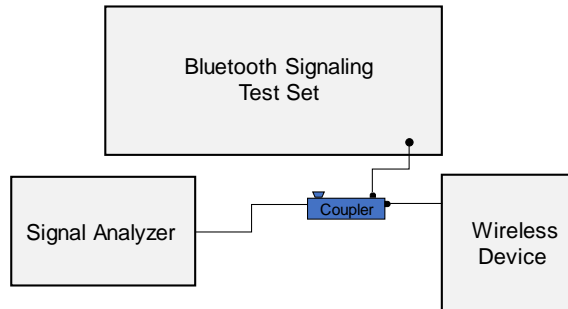 Bluetooth Signaling
Test Set
Signal Analyzer
Coupler
Wireless
Device